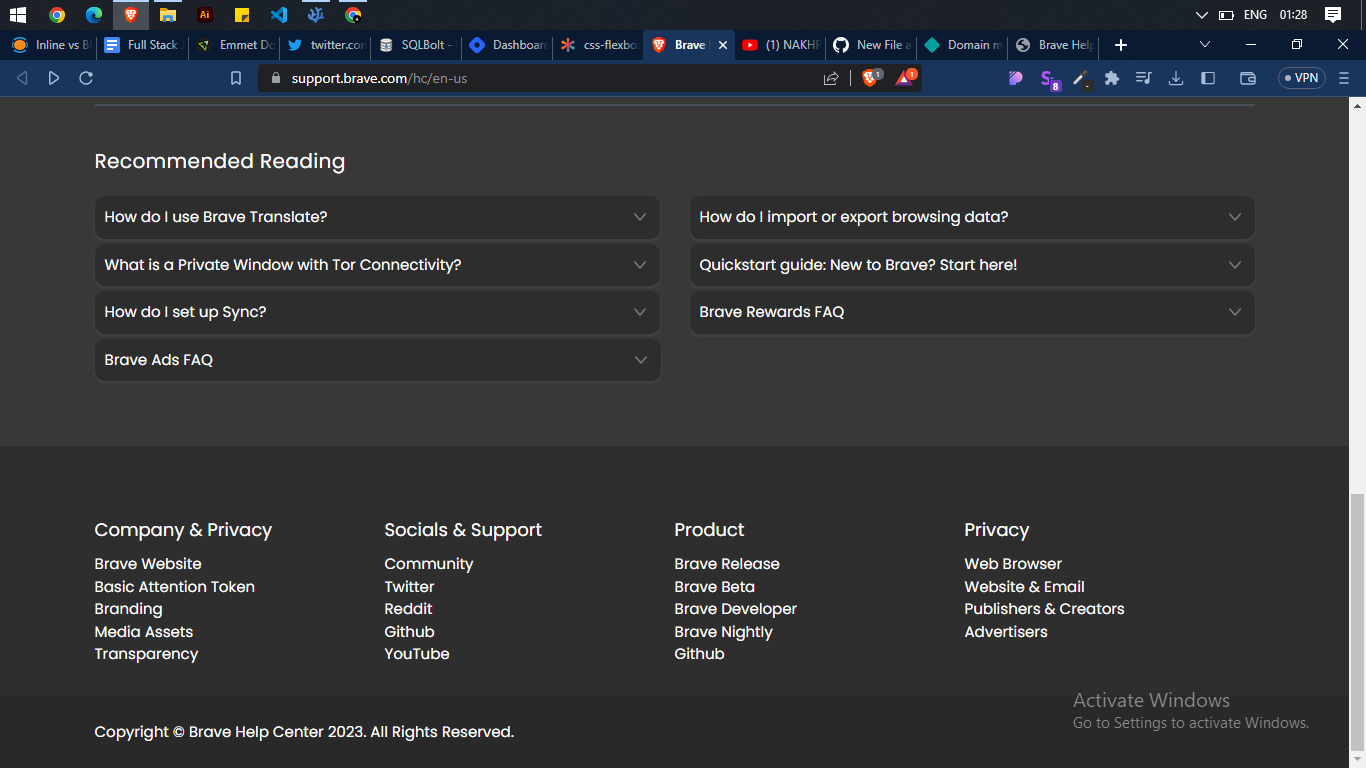 Ai
ENG
01:28
Inline vs Bl
Full Stack J
Emmet Do
twitter.com
SQLBolt -
Dashboard
css-flexbo
Brave
(1) NAKHR
New File a
Domain m
Brave Help
support.brave.com/hc/en-us
1
1
8
VPN
Recommended Reading
How do I use Brave Translate?
How do I import or export browsing data?
What is a Private Window with Tor Connectivity?
Quickstart guide: New to Brave? Start here!
How do I set up Sync?
Brave Rewards FAQ
Brave Ads FAQ
Company & Privacy
Brave Website
Basic Attention Token
Branding
Media Assets
Transparency
Socials & Support
Community
Twitter
Reddit
Github
YouTube
Product
Brave Release
Brave Beta
Brave Developer
Brave Nightly
Github
Privacy
Web Browser
Website & Email
Publishers & Creators
Advertisers
Activate Windows
Go to Settings to activate Windows.
Copyright © Brave Help Center 2023. All Rights Reserved.